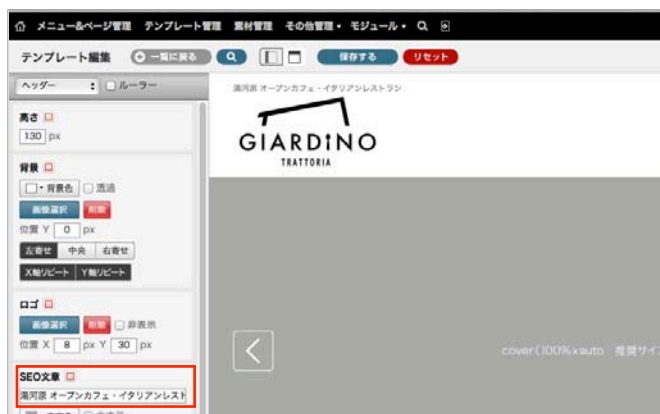 メニュー&ページ管理 テンプレート管理 素材管理 その他管理 モジュール
テンプレート編集 一覧に戻る 保存する リセット
ヘッダー ルーラー
湯河原 オープンカフェ・イタリアンレストラン
高さ
130 px
GIARDINO
TRATTORIA
背景
背景色 透過
画像選択 削除
位置 Y 0 px
左寄せ 中央 右寄せ
X軸リピート Y軸リピート
ロゴ
画像選択 削除 非表示
位置 X 8 px Y 30 px
cover(100%×auto 推奨サイ
SEO文章
湯河原 オープンカフェ・イタリアンレスト